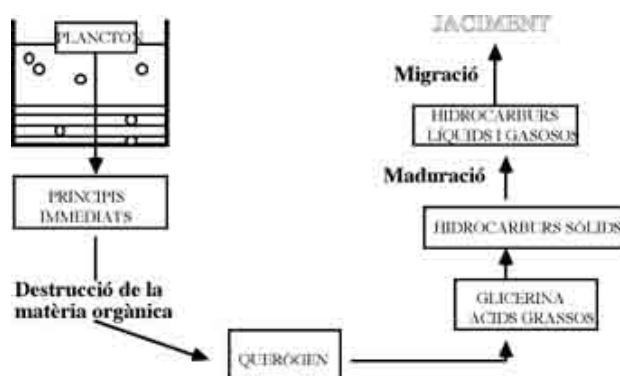 PLANCTON
PRINCIPIS
IMMEDIATS
Destrucció de la
matèria orgànica
QUERÒGEN
GLICERINA
ÀCIDS GRASSOS
HIDROCARBURS SÒLIDS
Maduració
HIDROCARBURS
LÍQUIDS I GASOSOS
Migració
JACIMENT